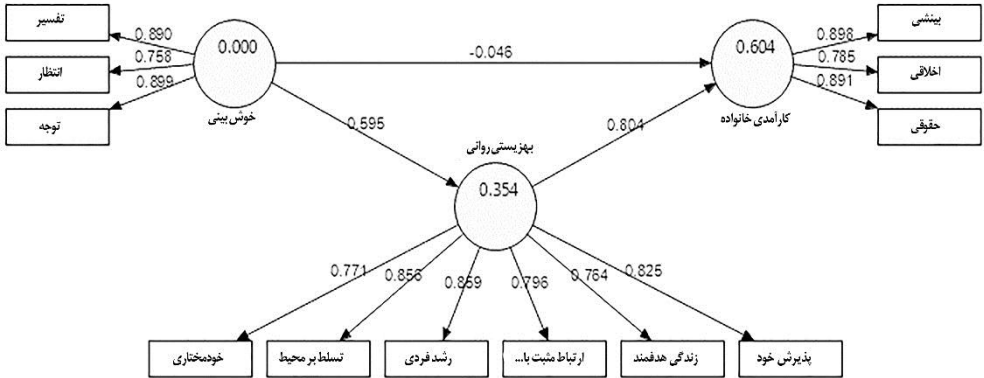 تفسیر
انتظار
توجه
0.890
0.758
0.899
0.000
خوش‌بینی
-0.046
0.604
کارآمدی خانواده
0.898
0.785
0.891
بینشی
اخلاقی
حقوقی
0.595
0.804
بهزیستی‌روانی
0.354
0.771
0.856
0.859
0.796
0.764
0.825
خودمختاری
تسلط بر محیط
رشد فردی
ارتباط مثبت با...
زندگی هدفمند
پذیرش خود